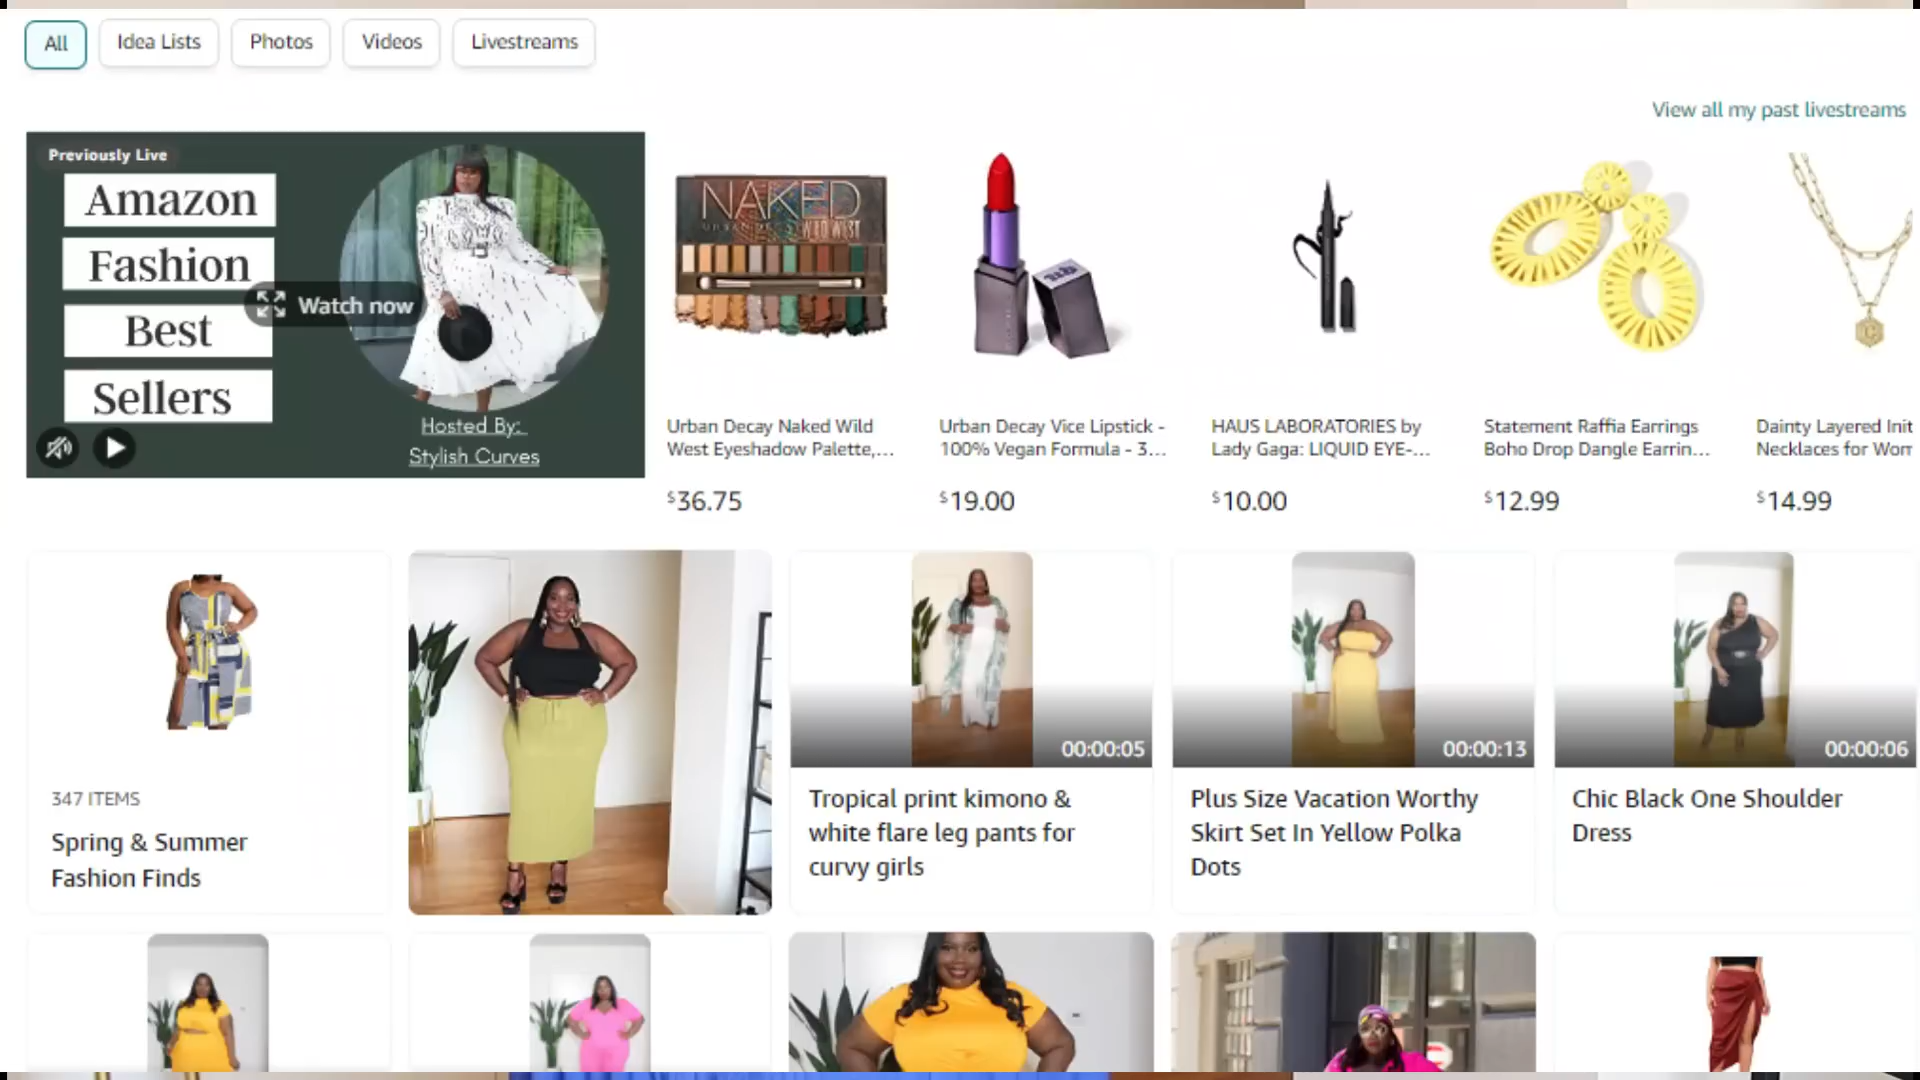 All
Idea Lists
Photos
Videos
Livestreams
View all my past livestreams
Previously Live
Amazon
Fashion
Best
Sellers
Watch now
Hosted By:
Stylish Curves
NAKED
WILD WEST
Urban Decay Naked Wild
West Eyeshadow Palette,...
$36.75
Urban Decay Vice Lipstick -
100% Vegan Formula - 3...
$19.00
HAUS LABORATORIES by
Lady Gaga: LIQUID EYE-...
$10.00
Statement Raffia Earrings
Boho Drop Dangle Earrin...
$12.99
Dainty Layered Init
Necklaces for Wom
$14.99
347 ITEMS
Spring & Summer
Fashion Finds
00:00:05
Tropical print kimono &
white flare leg pants for
curvy girls
00:00:13
Plus Size Vacation Worthy
Skirt Set In Yellow Polka
Dots
00:00:06
Chic Black One Shoulder
Dress